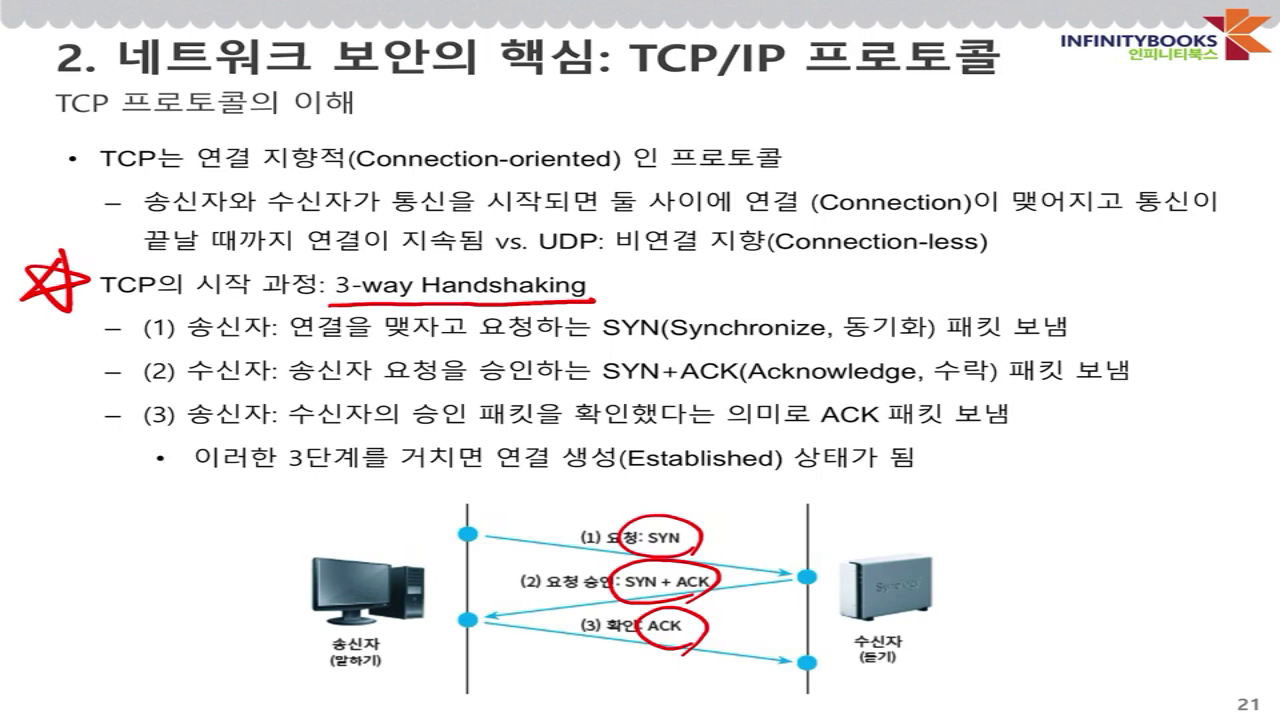 INFINITYBOOKS
인피니티북스
2. 네트워크 보안의 핵심: TCP/IP 프로토콜
TCP 프로토콜의 이해
• TCP는 연결 지향적(Connection-oriented) 인 프로토콜
– 송신자와 수신자가 통신을 시작되면 둘 사이에 연결 (Connection)이 맺어지고 통신이
끝날 때까지 연결이 지속됨 vs. UDP: 비연결 지향(Connection-less)
TCP의 시작 과정: 3-way Handshaking
– (1) 송신자: 연결을 맺자고 요청하는 SYN(Synchronize, 동기화) 패킷 보냄
– (2) 수신자: 송신자 요청을 승인하는 SYN+ACK(Acknowledge, 수락) 패킷 보냄
– (3) 송신자: 수신자의 승인 패킷을 확인했다는 의미로 ACK 패킷 보냄
• 이러한 3단계를 거치면 연결 생성(Established) 상태가 됨
(1) 요청: SYN
(2) 요청 승인: SYN + ACK
(3) 확인: ACK
송신자
(말하기)
Synology
수신자
(듣기)
21